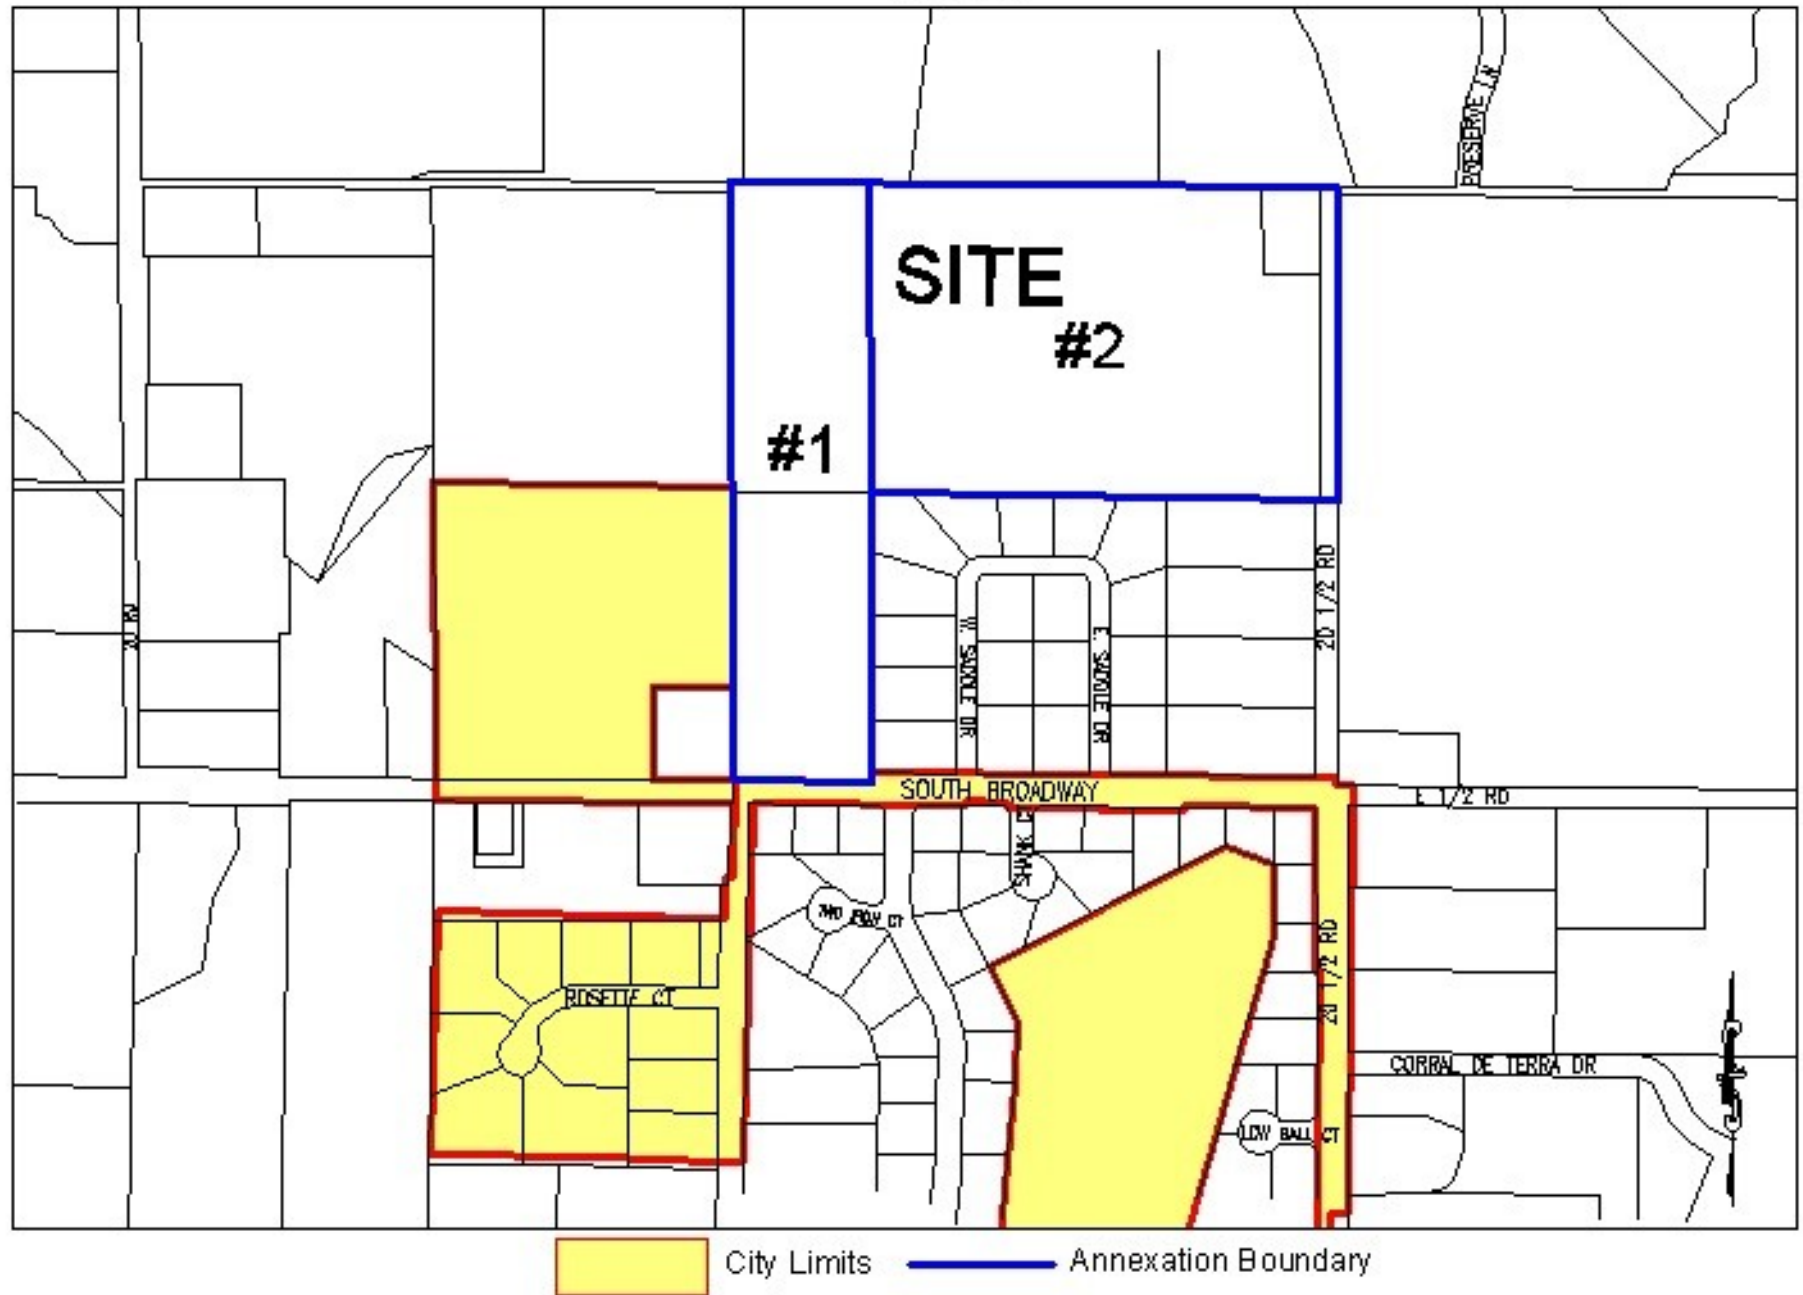 PRESERVE LN
SITE
#2
#1
20 1/2 RD
20 RD
W. SADDLE DR
E. SADDLE DR
SOUTH BROADWAY
E 1/2 RD
SHANK CT
TWO IRON CT
20 1/2 RD
ROSETTE CT
CORRAL DE TERRA DR
LOW BALL CT
City Limits
Annexation Boundary